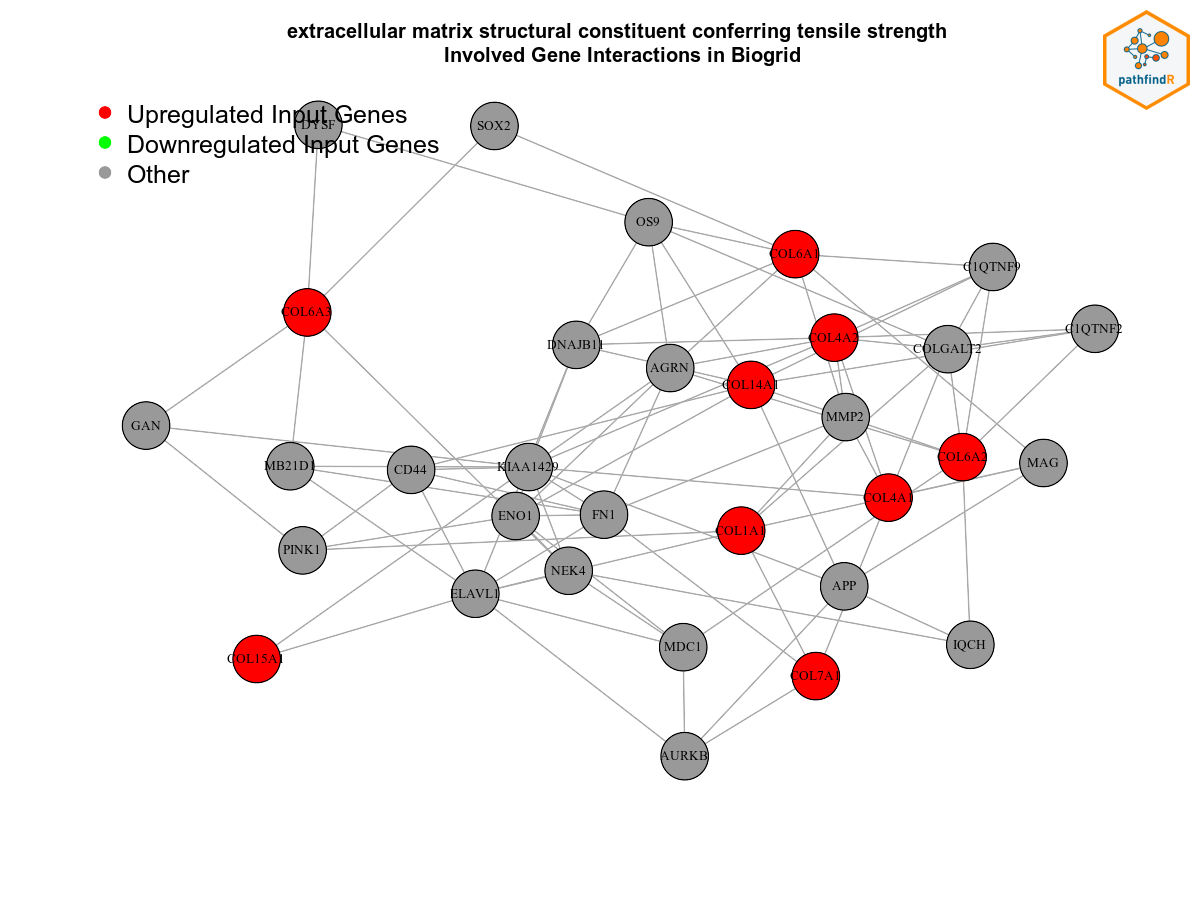 extracellular matrix structural constituent conferring tensile strength
Involved Gene Interactions in Biogrid
pathfindR
Upregulated Input Genes
Downregulated Input Genes
Other
DYSF
SOX2
OS9
COL6A1
C1QTNF9
COL6A3
C1QTNF2
DNAJB11
COL4A2
COLGALT2
AGRN
COL14A1
GAN
MMP2
MB21D1
CD44
KIAA1429
COL6A2
MAG
COL4A1
ENO1
FN1
COL1A1
PINK1
NEK4
ELAVL1
APP
COL15A1
MDC1
IQCH
COL7A1
AURKB